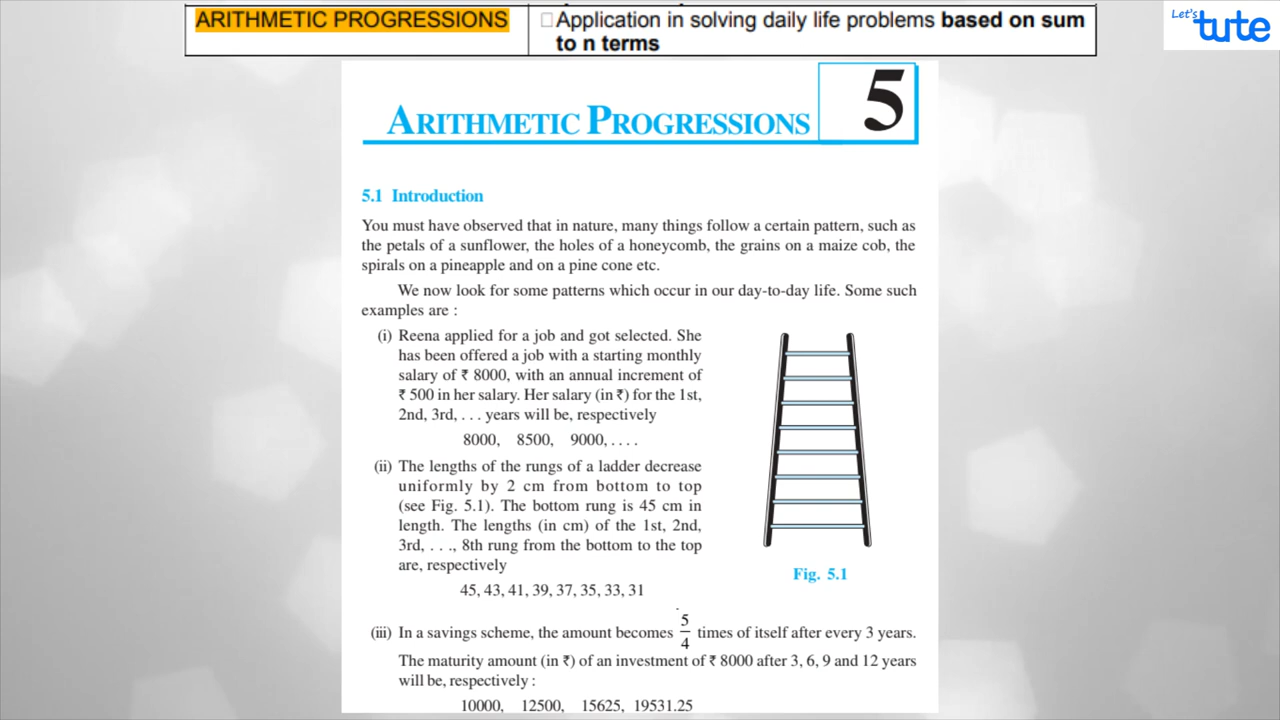 ARITHMETIC PROGRESSIONS
□Application in solving daily life problems based on sum
to n terms
Let's
tute
ARITHMETIC PROGRESSIONS
5
5.1 Introduction
You must have observed that in nature, many things follow a certain pattern, such as
the petals of a sunflower, the holes of a honeycomb, the grains on a maize cob, the
spirals on a pineapple and on a pine cone etc.
We now look for some patterns which occur in our day-to-day life. Some such
examples are :
(i) Reena applied for a job and got selected. She
has been offered a job with a starting monthly
salary of ₹ 8000, with an annual increment of
₹ 500 in her salary. Her salary (in ₹) for the 1st,
2nd, 3rd, . . . years will be, respectively
8000, 8500, 9000, . . . .
(ii) The lengths of the rungs of a ladder decrease
uniformly by 2 cm from bottom to top
(see Fig. 5.1). The bottom rung is 45 cm in
length. The lengths (in cm) of the 1st, 2nd,
3rd, . . ., 8th rung from the bottom to the top
are, respectively
45, 43, 41, 39, 37, 35, 33, 31
Fig. 5.1
(iii) In a savings scheme, the amount becomes 5/4 times of itself after every 3 years.
The maturity amount (in ₹) of an investment of ₹ 8000 after 3, 6, 9 and 12 years
will be, respectively :
10000, 12500, 15625, 19531.25